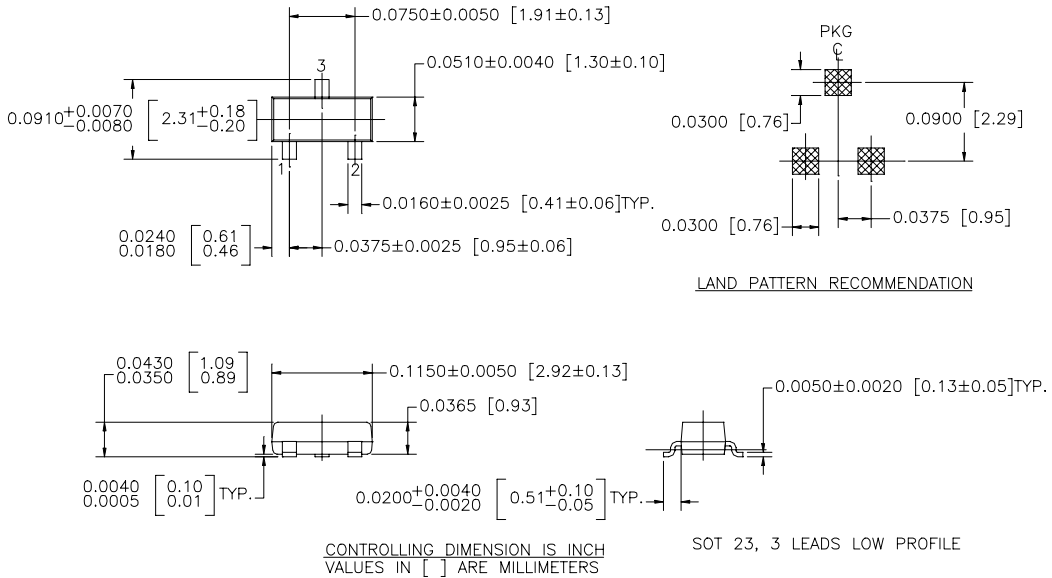 0.0750±0.0050 [1.91±0.13]
3
0.0510±0.0040 [1.30±0.10]
0.0910+0.0070 -0.0080 [2.31+0.18 -0.20]
1
2
0.0160±0.0025 [0.41±0.06]TYP.
0.0240 [0.61
0.0180 0.46]
0.0375±0.0025 [0.95±0.06]
PKG
℄
0.0300 [0.76]
0.0900 [2.29]
0.0300 [0.76]
0.0375 [0.95]
LAND PATTERN RECOMMENDATION
0.0430 [1.09
0.0350 0.89]
0.1150±0.0050 [2.92±0.13]
0.0365 [0.93]
0.0040 [0.10
0.0005 0.01] TYP.
0.0050±0.0020 [0.13±0.05]TYP.
0.0200+0.0040 -0.0020 [0.51+0.10 -0.05] TYP.
CONTROLLING DIMENSION IS INCH
VALUES IN [ ] ARE MILLIMETERS
SOT 23, 3 LEADS LOW PROFILE